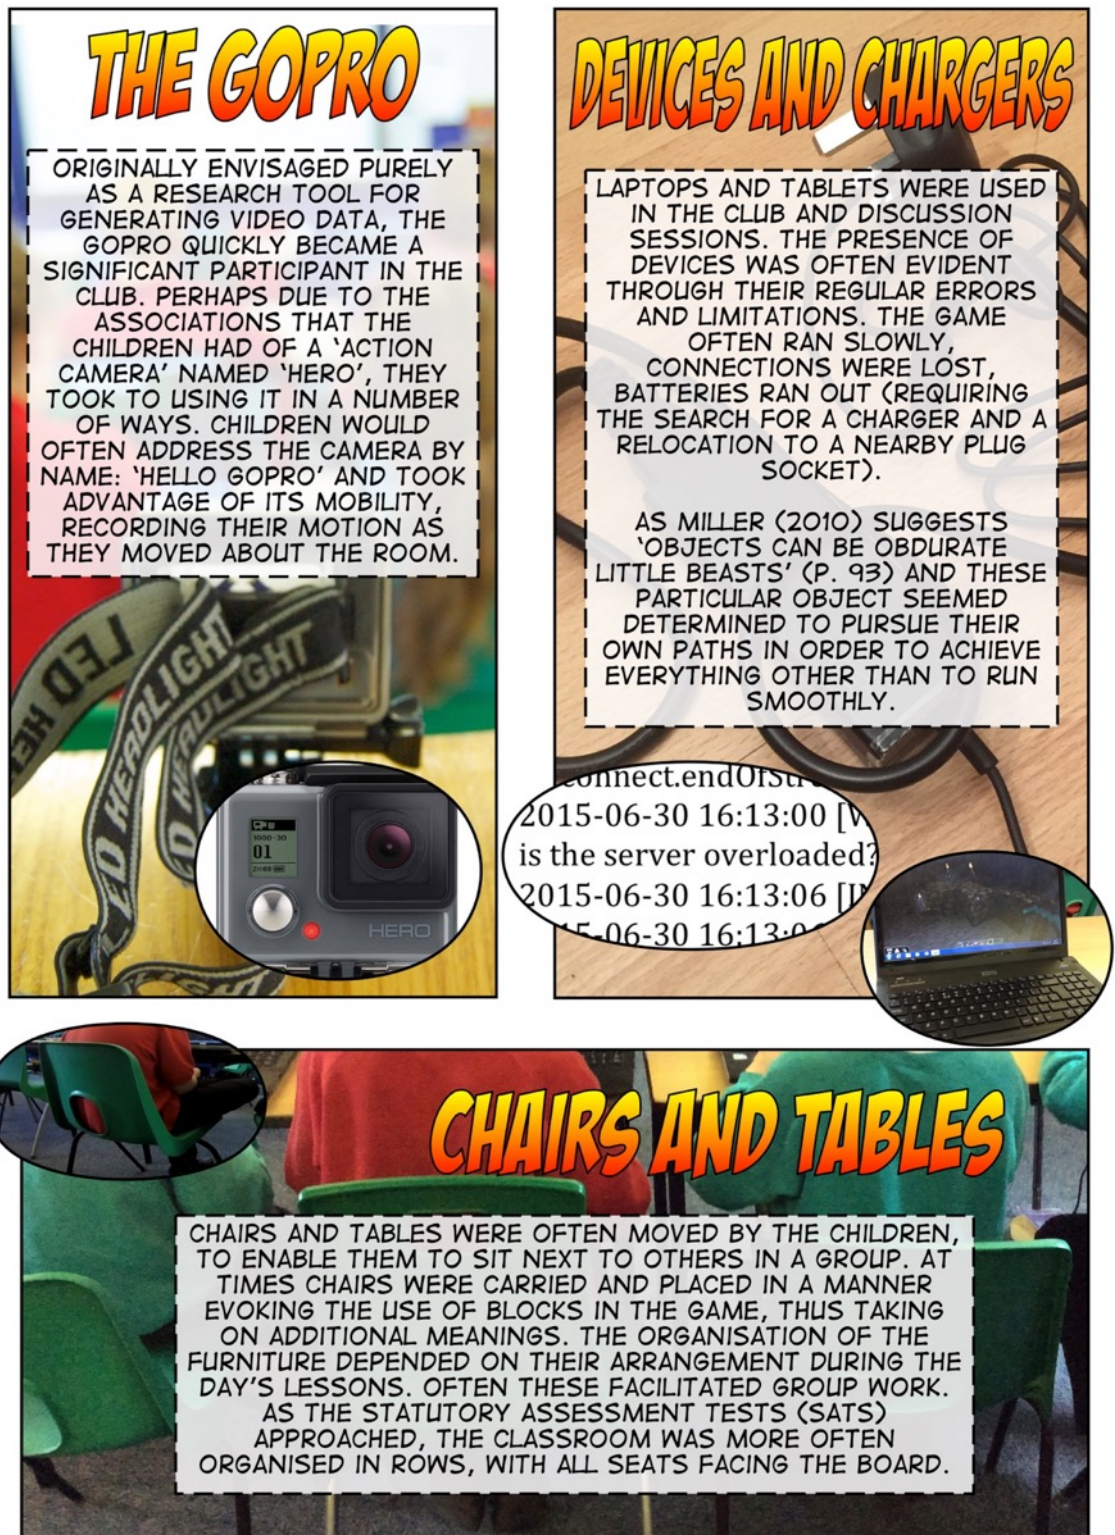 THE GOPRO
ORIGINALLY ENVISAGED PURELY
AS A RESEARCH TOOL FOR
GENERATING VIDEO DATA, THE
GOPRO QUICKLY BECAME A
SIGNIFICANT PARTICIPANT IN THE
CLUB. PERHAPS DUE TO THE
ASSOCIATIONS THAT THE
CHILDREN HAD OF A ‘ACTION
CAMERA’ NAMED ‘HERO’, THEY
TOOK TO USING IT IN A NUMBER
OF WAYS. CHILDREN WOULD
OFTEN ADDRESS THE CAMERA BY
NAME: ‘HELLO GOPRO’ AND TOOK
ADVANTAGE OF ITS MOBILITY,
RECORDING THEIR MOTION AS
THEY MOVED ABOUT THE ROOM.
LED
LED HEADLIGHT
HEADLIGHT
1080-30
01
HERO
DEVICES AND CHARGERS
LAPTOPS AND TABLETS WERE USED
IN THE CLUB AND DISCUSSION
SESSIONS. THE PRESENCE OF
DEVICES WAS OFTEN EVIDENT
THROUGH THEIR REGULAR ERRORS
AND LIMITATIONS. THE GAME
OFTEN RAN SLOWLY,
CONNECTIONS WERE LOST,
BATTERIES RAN OUT (REQUIRING
THE SEARCH FOR A CHARGER AND A
RELOCATION TO A NEARBY PLUG
SOCKET).
AS MILLER (2010) SUGGESTS
‘OBJECTS CAN BE OBDURATE
LITTLE BEASTS’ (P. 93) AND THESE
PARTICULAR OBJECT SEEMED
DETERMINED TO PURSUE THEIR
OWN PATHS IN ORDER TO ACHIEVE
EVERYTHING OTHER THAN TO RUN
SMOOTHLY.
onnect.endOfStr
2015-06-30 16:13:00 [W
is the server overloaded?
2015-06-30 16:13:06 [I
15-06-30 16:13:0
CHAIRS AND TABLES
CHAIRS AND TABLES WERE OFTEN MOVED BY THE CHILDREN,
TO ENABLE THEM TO SIT NEXT TO OTHERS IN A GROUP. AT
TIMES CHAIRS WERE CARRIED AND PLACED IN A MANNER
EVOKING THE USE OF BLOCKS IN THE GAME, THUS TAKING
ON ADDITIONAL MEANINGS. THE ORGANISATION OF THE
FURNITURE DEPENDED ON THEIR ARRANGEMENT DURING THE
DAY’S LESSONS. OFTEN THESE FACILITATED GROUP WORK.
AS THE STATUTORY ASSESSMENT TESTS (SATS)
APPROACHED, THE CLASSROOM WAS MORE OFTEN
ORGANISED IN ROWS, WITH ALL SEATS FACING THE BOARD.